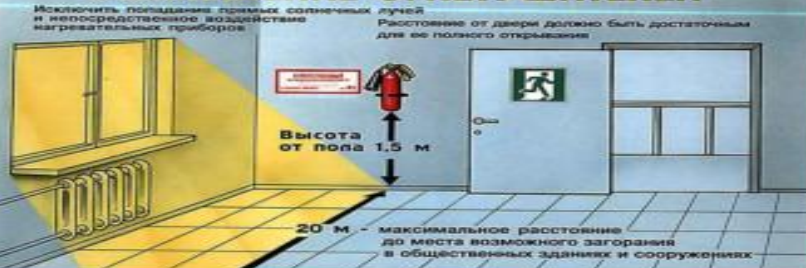 Исключить попадание прямых солнечных лучей
и непосредственное воздействие
нагревательных приборов
Расстояние от двери должно быть достаточным
для ее полного открывания
Высота
от пола 1,5 м
20 м - максимальное расстояние
до места возможного загорания
в общественных зданиях и сооружениях